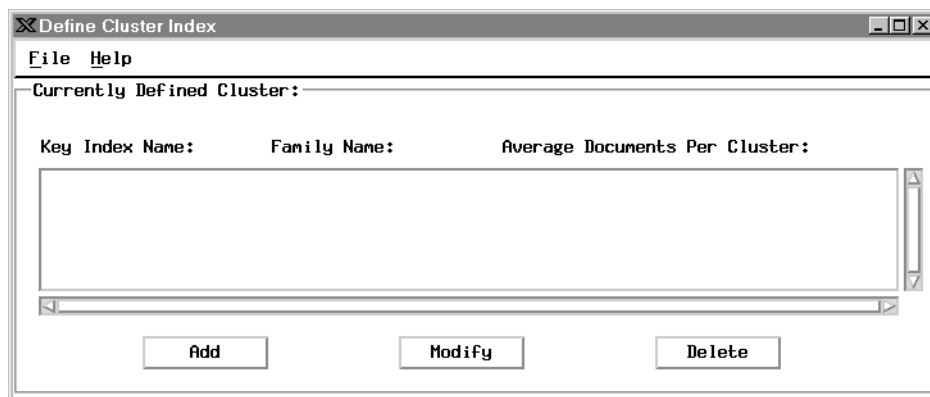 Define Cluster Index
File Help
Currently Defined Cluster:
Key Index Name: Family Name: Average Documents Per Cluster:
Add Modify Delete